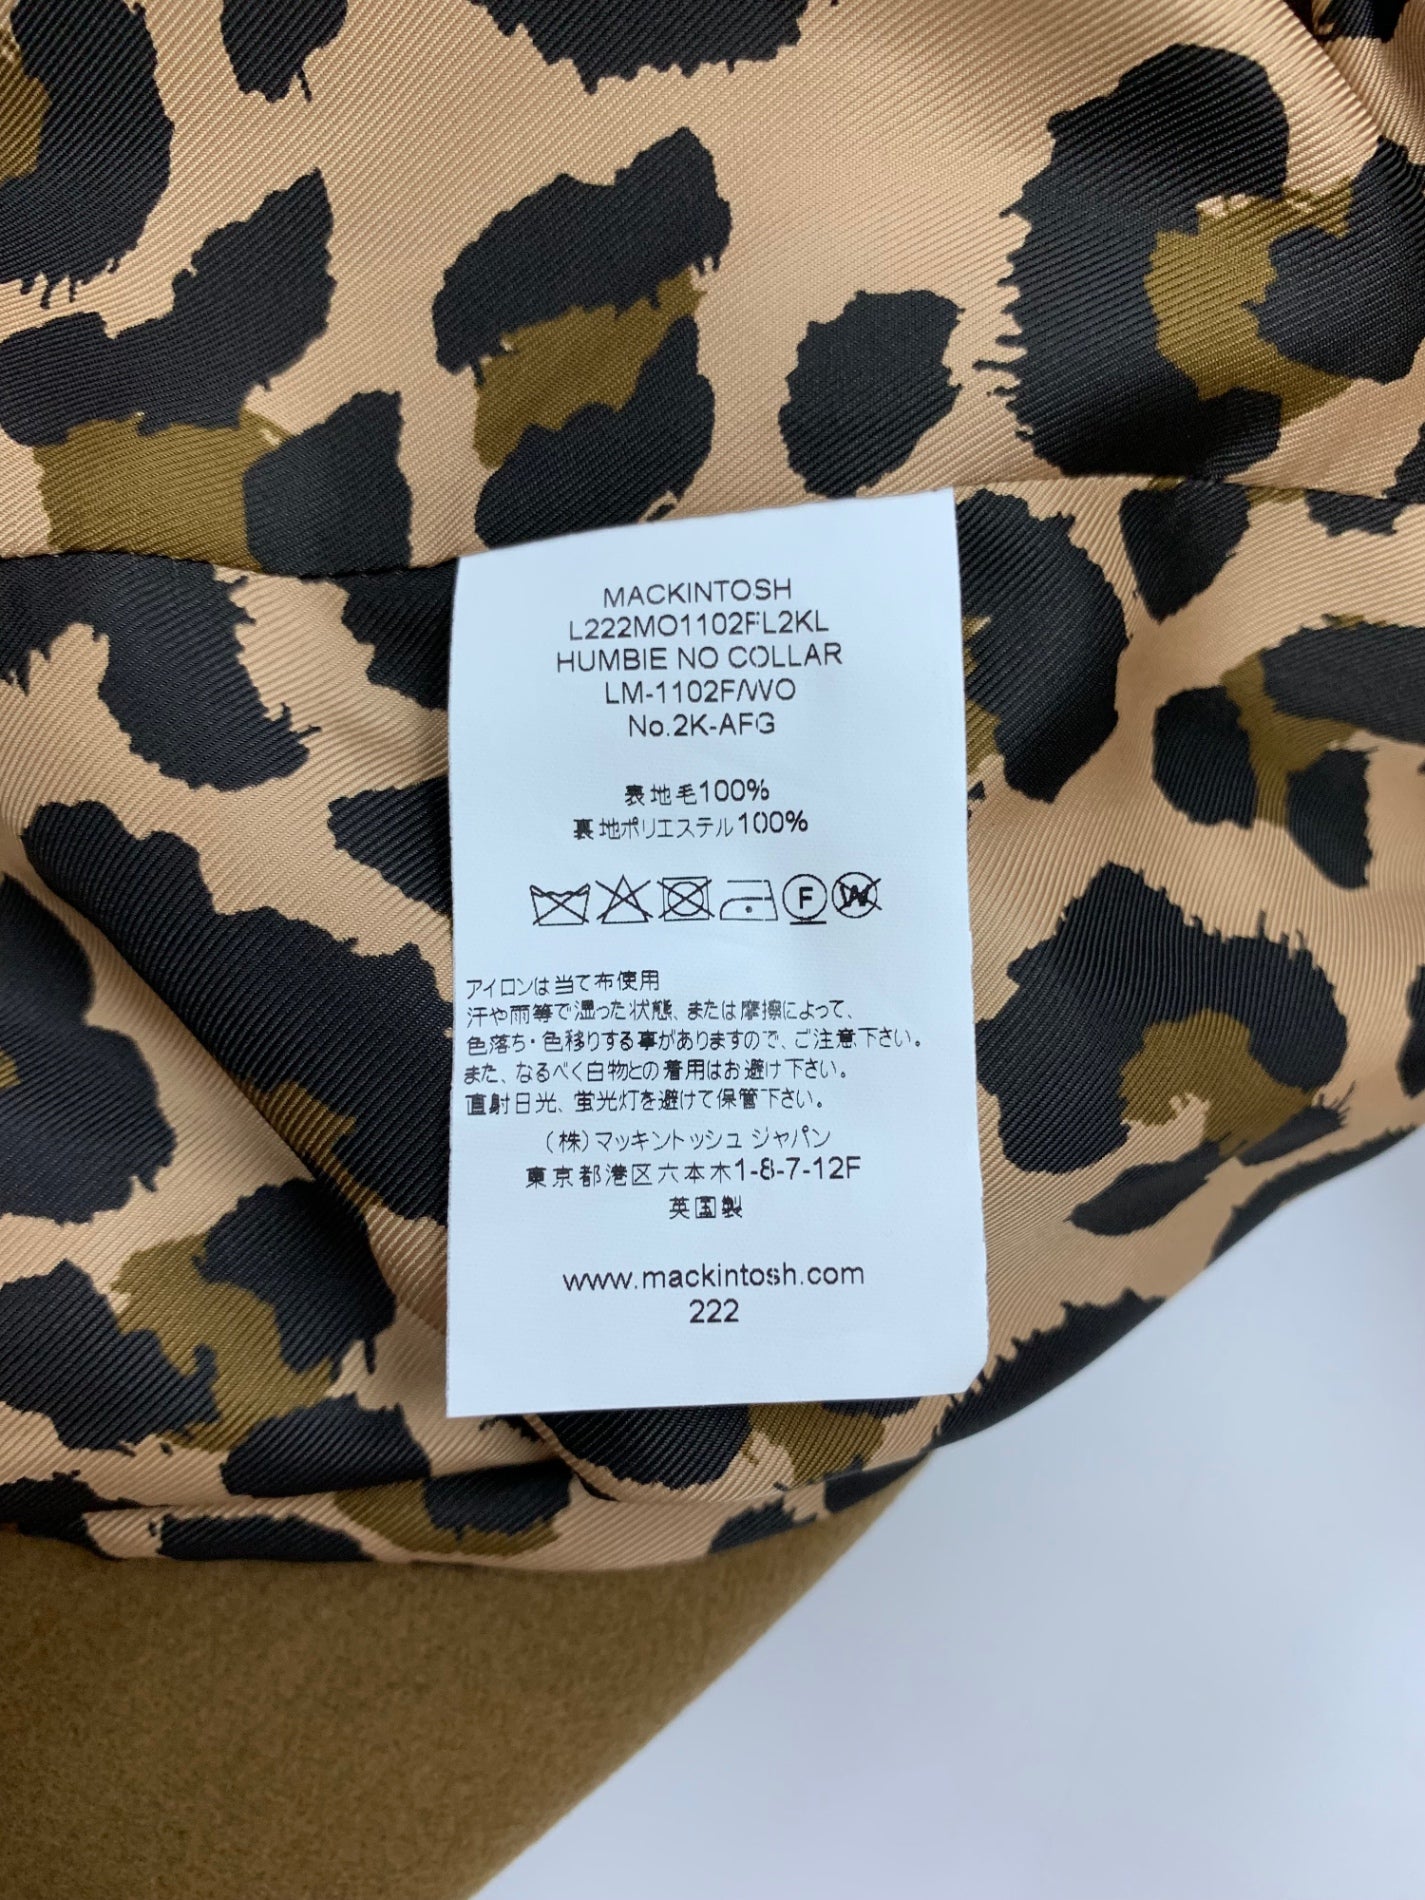 MACKINTOSH
L222MO1102FL2KL
HUMBIE NO COLLAR
LM-1102F/WO
No.2K-AFG
表地毛100%
裏地ポリエステル100%
F W
アイロンは当て布使用
汗や雨等で湿った状態、または摩擦によって、
色落ち・色移りする事がありますので、ご注意下さい。
また、なるべく白物との着用はお避け下さい。
直射日光、蛍光灯を避けて保管下さい。
(株)マッキントッシュ ジャパン
東京都港区六本木1-8-7-12F
英国製
www.mackintosh.com
222